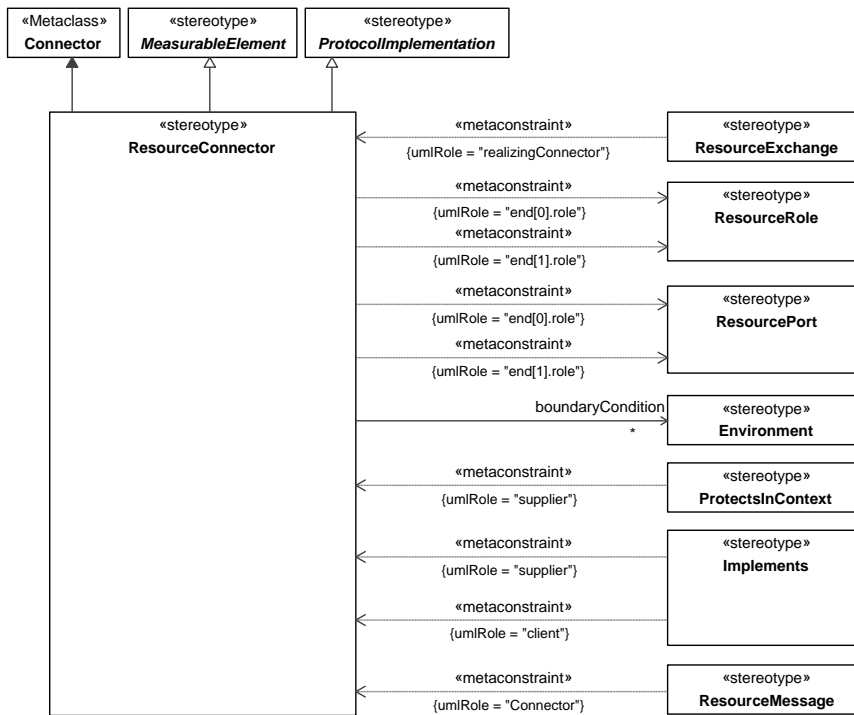 «Metaclass»
Connector
«stereotype»
MeasurableElement
«stereotype»
ProtocolImplementation
«stereotype»
ResourceConnector
«metaconstraint»
{umlRole = "realizingConnector"}
«stereotype»
ResourceExchange
«metaconstraint»
{umlRole = "end[0].role"}
«metaconstraint»
{umlRole = "end[1].role"}
«stereotype»
ResourceRole
«metaconstraint»
{umlRole = "end[0].role"}
«metaconstraint»
{umlRole = "end[1].role"}
«stereotype»
ResourcePort
boundaryCondition
*
«stereotype»
Environment
«metaconstraint»
{umlRole = "supplier"}
«stereotype»
ProtectsInContext
«metaconstraint»
{umlRole = "supplier"}
«metaconstraint»
{umlRole = "client"}
«stereotype»
Implements
«metaconstraint»
{umlRole = "Connector"}
«stereotype»
ResourceMessage